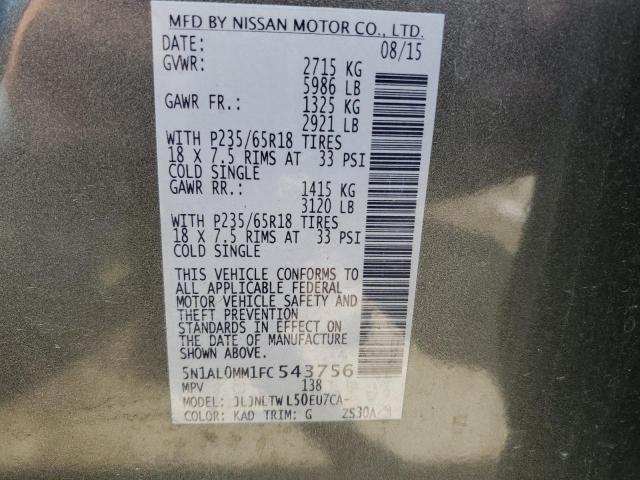 MFD BY NISSAN MOTOR CO., LTD.
DATE: 08/15
GVWR: 2715 KG
5986 LB
GAWR FR.: 1325 KG
2921 LB
WITH P235/65R18 TIRES
18 X 7.5 RIMS AT 33 PSI
COLD SINGLE
GAWR RR.: 1415 KG
3120 LB
WITH P235/65R18 TIRES
18 X 7.5 RIMS AT 33 PSI
COLD SINGLE
THIS VEHICLE CONFORMS TO
ALL APPLICABLE FEDERAL
MOTOR VEHICLE SAFETY AND
THEFT PREVENTION
STANDARDS IN EFFECT ON
THE DATE OF MANUFACTURE
SHOWN ABOVE.
5N1AL0MM1FC543756
MPV 138
MODEL: JLJNLTWL50EU7CA-
COLOR: KAD TRIM: G ZS30A